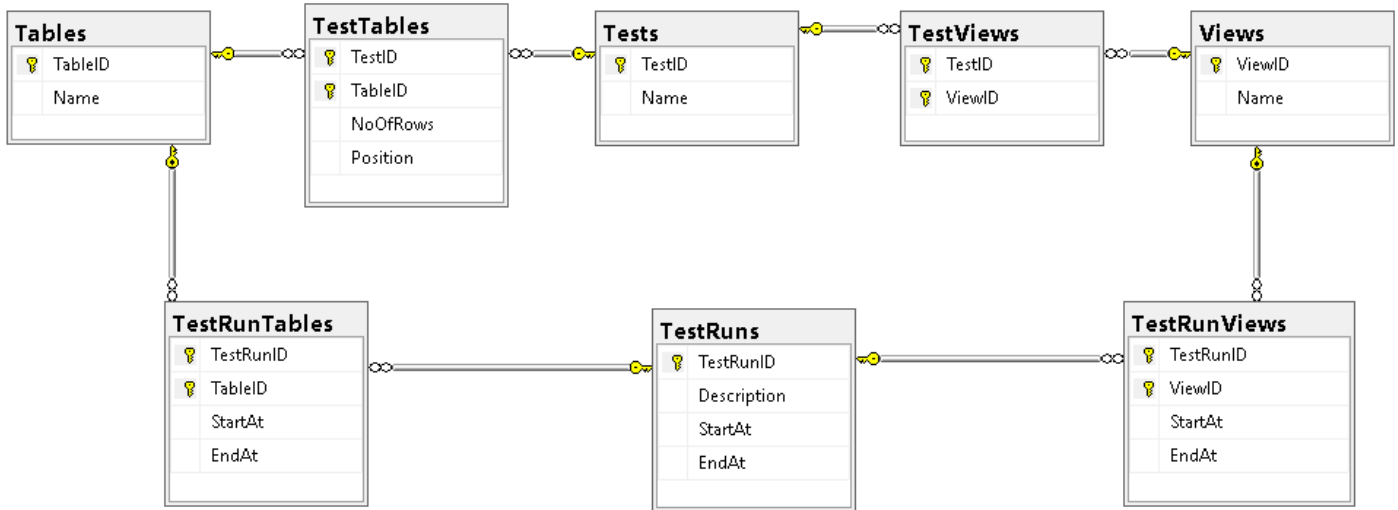 Tables
TableID
Name
TestTables
TestID
TableID
NoOfRows
Position
Tests
TestID
Name
TestViews
TestID
ViewID
Views
ViewID
Name
TestRunTables
TestRunID
TableID
StartAt
EndAt
TestRuns
TestRunID
Description
StartAt
EndAt
TestRunViews
TestRunID
ViewID
StartAt
EndAt